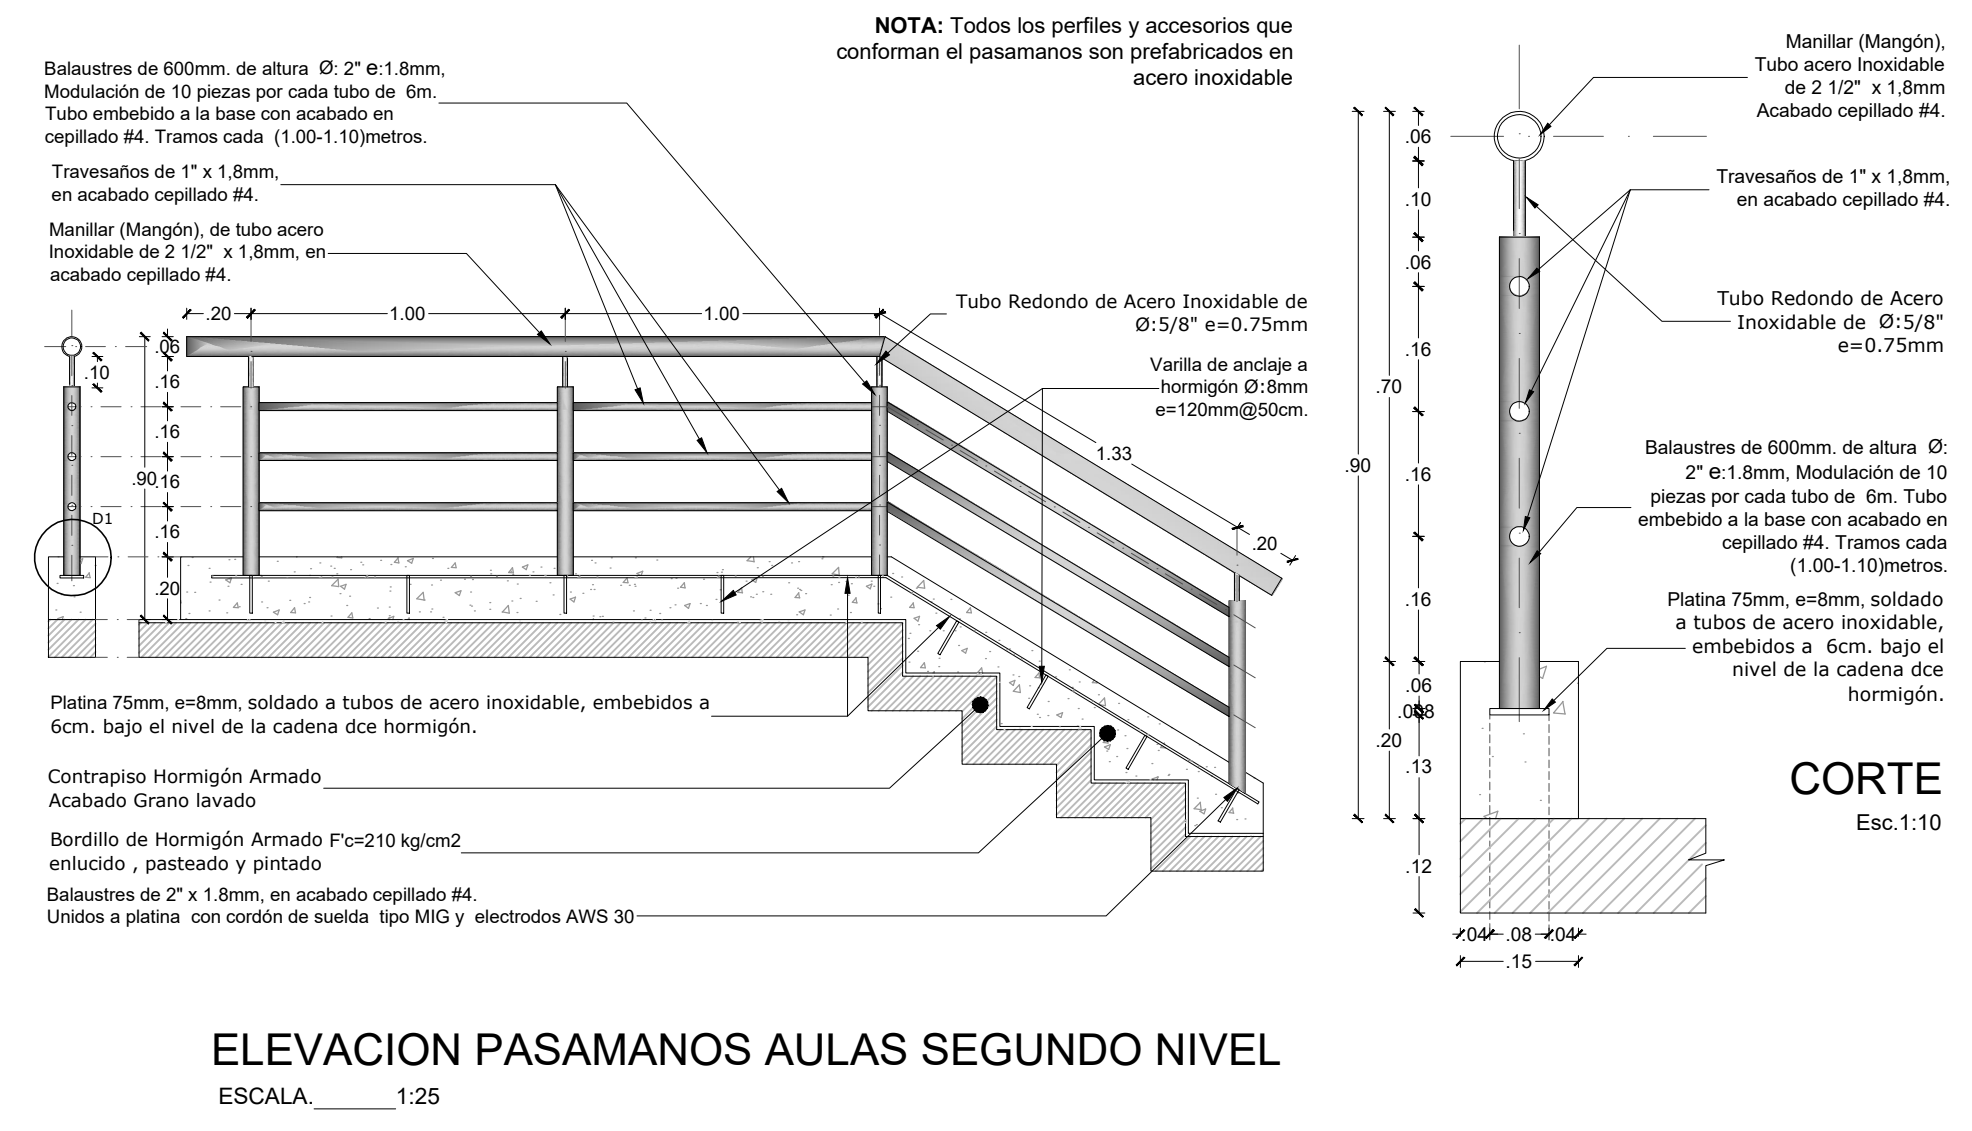 NOTA: Todos los perfiles y accesorios que
conforman el pasamanos son prefabricados en
acero inoxidable
Balaustres de 600mm. de altura Ø: 2" e:1.8mm,
Modulación de 10 piezas por cada tubo de 6m.
Tubo embebido a la base con acabado en
cepillado #4. Tramos cada (1.00-1.10)metros.
Travesaños de 1" x 1,8mm,
en acabado cepillado #4.
Manillar (Mangón), de tubo acero
Inoxidable de 2 1/2" x 1,8mm, en
acabado cepillado #4.
.20
1.00
1.00
Tubo Redondo de Acero Inoxidable de
Ø:5/8" e=0.75mm
Varilla de anclaje a
hormigón Ø:8mm
e=120mm@50cm.
.06
.10
.16
.16
.90
.16
.16
.20
D1
1.33
.20
Platina 75mm, e=8mm, soldado a tubos de acero inoxidable, embebidos a
6cm. bajo el nivel de la cadena dce hormigón.
Contrapiso Hormigón Armado
Acabado Grano lavado
Bordillo de Hormigón Armado F'c=210 kg/cm2
enlucido , pasteado y pintado
Balaustres de 2" x 1.8mm, en acabado cepillado #4.
Unidos a platina con cordón de suelda tipo MIG y electrodos AWS 30
Manillar (Mangón),
Tubo acero Inoxidable
de 2 1/2" x 1,8mm
Acabado cepillado #4.
Travesaños de 1" x 1,8mm,
en acabado cepillado #4.
Tubo Redondo de Acero
Inoxidable de Ø:5/8"
e=0.75mm
Balaustres de 600mm. de altura Ø:
2" e:1.8mm, Modulación de 10
piezas por cada tubo de 6m. Tubo
embebido a la base con acabado en
cepillado #4. Tramos cada
(1.00-1.10)metros.
Platina 75mm, e=8mm, soldado
a tubos de acero inoxidable,
embebidos a 6cm. bajo el
nivel de la cadena dce
hormigón.
.06
.10
.06
.16
.70
.90
.16
.16
.06
.20
.13
.12
.04
.08
.04
.15
CORTE
Esc.1:10
ELEVACION PASAMANOS AULAS SEGUNDO NIVEL
ESCALA.______1:25